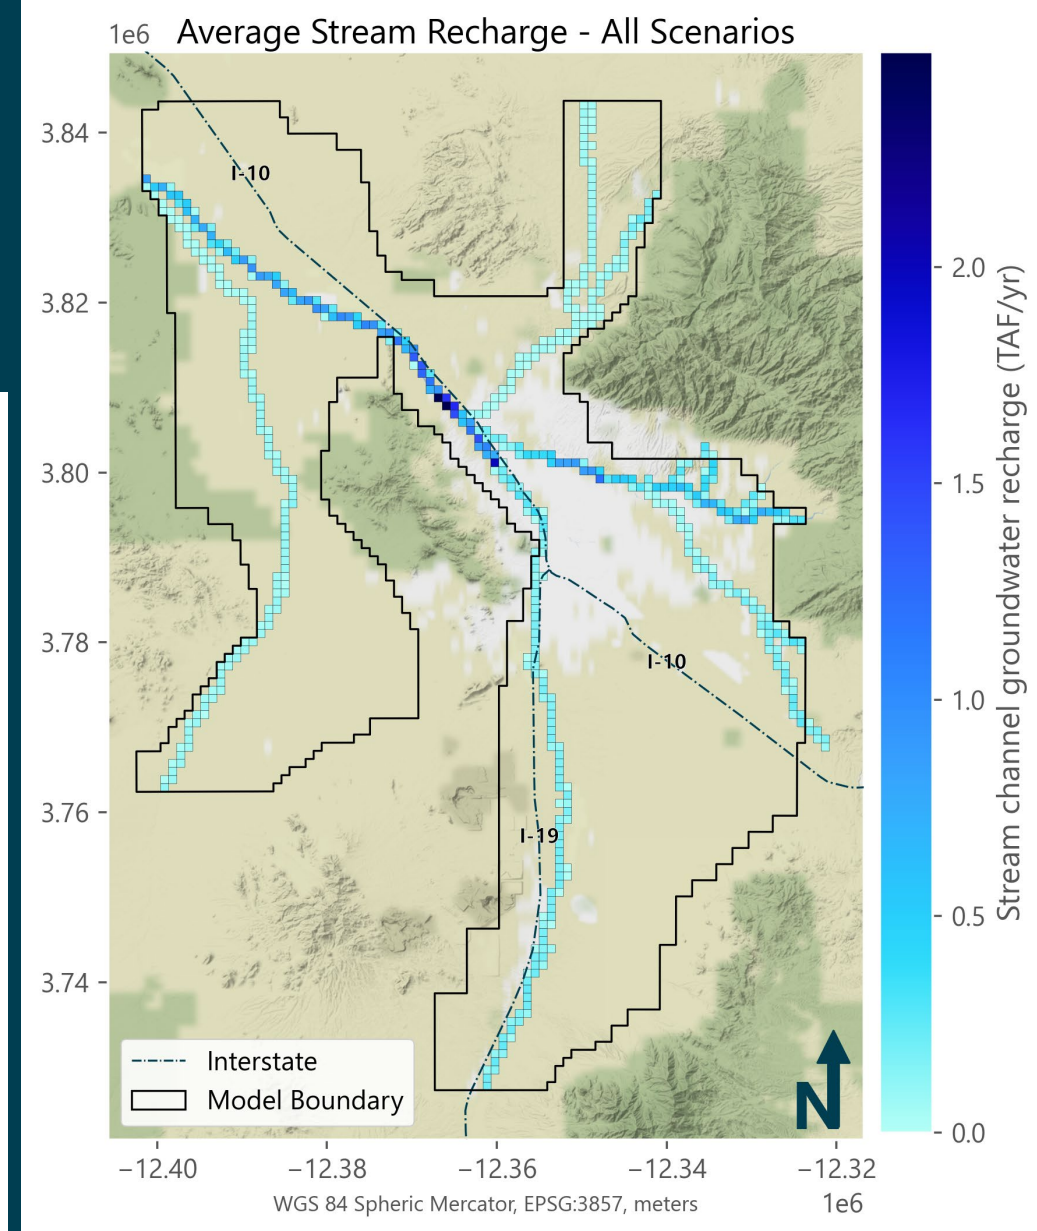 Average Stream Recharge - All Scenarios
1e6
3.84
3.82
3.80
3.78
3.76
3.74
I-10
I-10
I-19
Interstate
Model Boundary
N
−12.40
−12.38
−12.36
−12.34
−12.32
1e6
WGS 84 Spheric Mercator, EPSG:3857, meters
2.0
1.5
1.0
0.5
0.0
Stream channel groundwater recharge (TAF/yr)